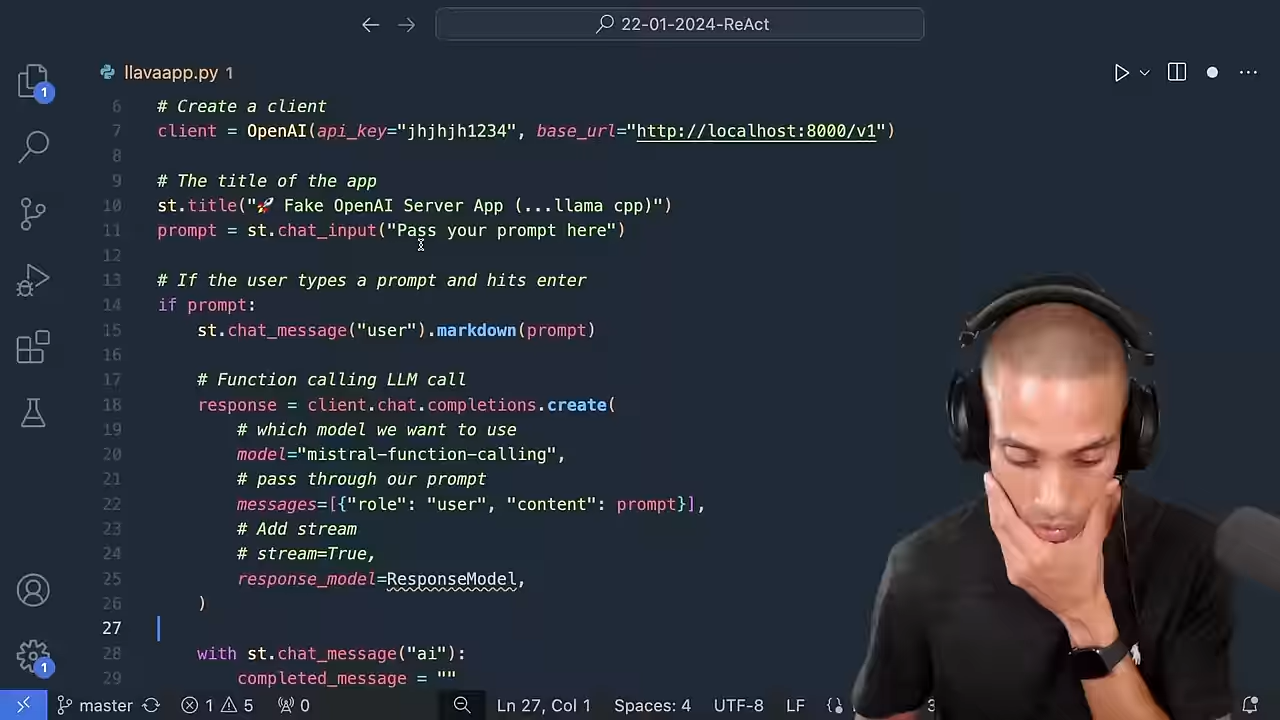 22-01-2024-ReAct
llavaapp.py 1
1
6 # Create a client
7 client = OpenAI(api_key="jhjhjh1234", base_url="http://localhost:8000/v1")
8
9 # The title of the app
10 st.title("🚀 Fake OpenAI Server App (...llama cpp)")
11 prompt = st.chat_input("Pass your prompt here")
12
13 # If the user types a prompt and hits enter
14 if prompt:
15 st.chat_message("user").markdown(prompt)
16
17 # Function calling LLM call
18 response = client.chat.completions.create(
19 # which model we want to use
20 model="mistral-function-calling",
21 # pass through our prompt
22 messages=[{"role": "user", "content": prompt}],
23 # Add stream
24 # stream=True,
25 response_model=ResponseModel,
26 )
27
28 with st.chat_message("ai"):
29 completed_message = ""
1
master 1 5 0 Ln 27, Col 1 Spaces: 4 UTF-8 LF 3